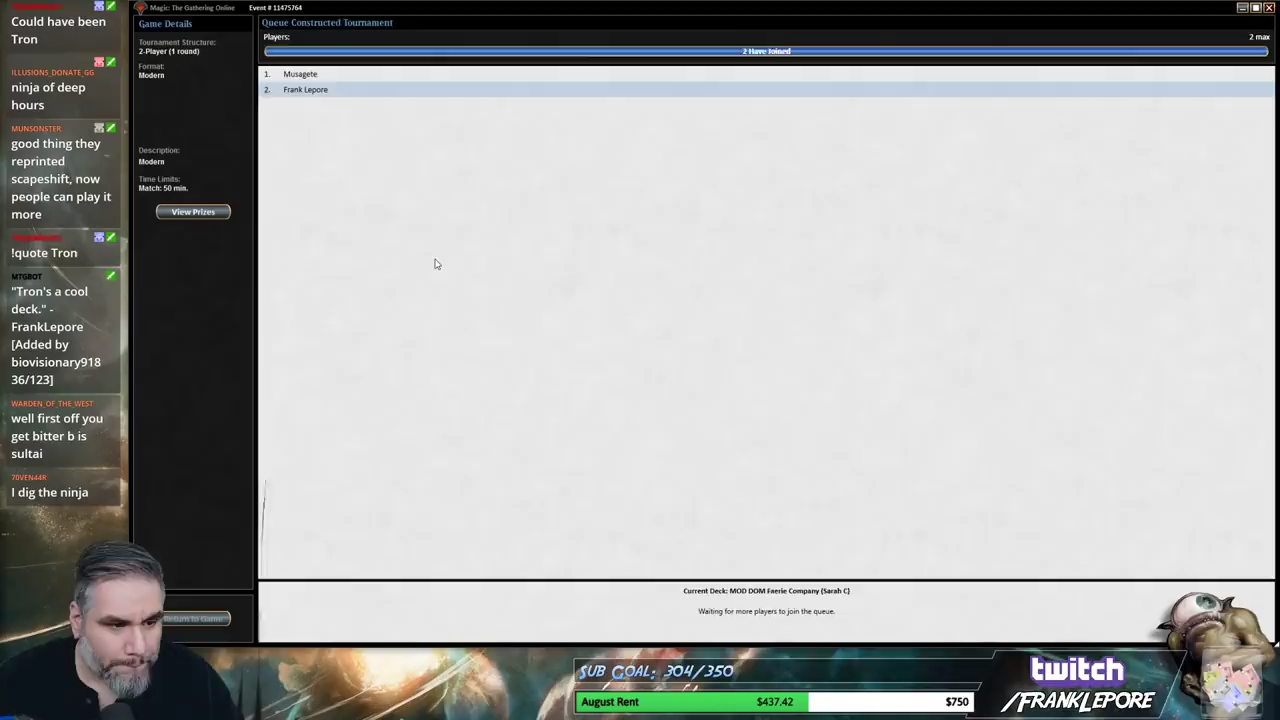 Could have been
Tron
ILLUSIONS_DONATE_GG
ninja of deep
hours
MUNSONSTER
good thing they
reprinted
scapeshift, now
people can play it
more
!quote Tron
MTGBOT
"Tron's a cool
deck." -
FrankLepore
[Added by
biovisionary918
36/123]
WARDEN_OF_THE_WEST
well first off you
get bitter b is
sultai
70VEN44R
I dig the ninja
Magic: The Gathering Online Event # 11475764
Game Details
Tournament Structure:
2-Player (1 round)
Format:
Modern
Description:
Modern
Time Limits:
Match: 50 min.
View Prizes
Return To Game
Queue Constructed Tournament
Players:
2 max
2 Have Joined
1. Musagete
2. Frank Lepore
Current Deck: MOD DOM Faerie Company (Sarah C)
Waiting for more players to join the queue.
SUB GOAL: 304/350
August Rent $437.42 $750
twitch
/FRANKLEPORE